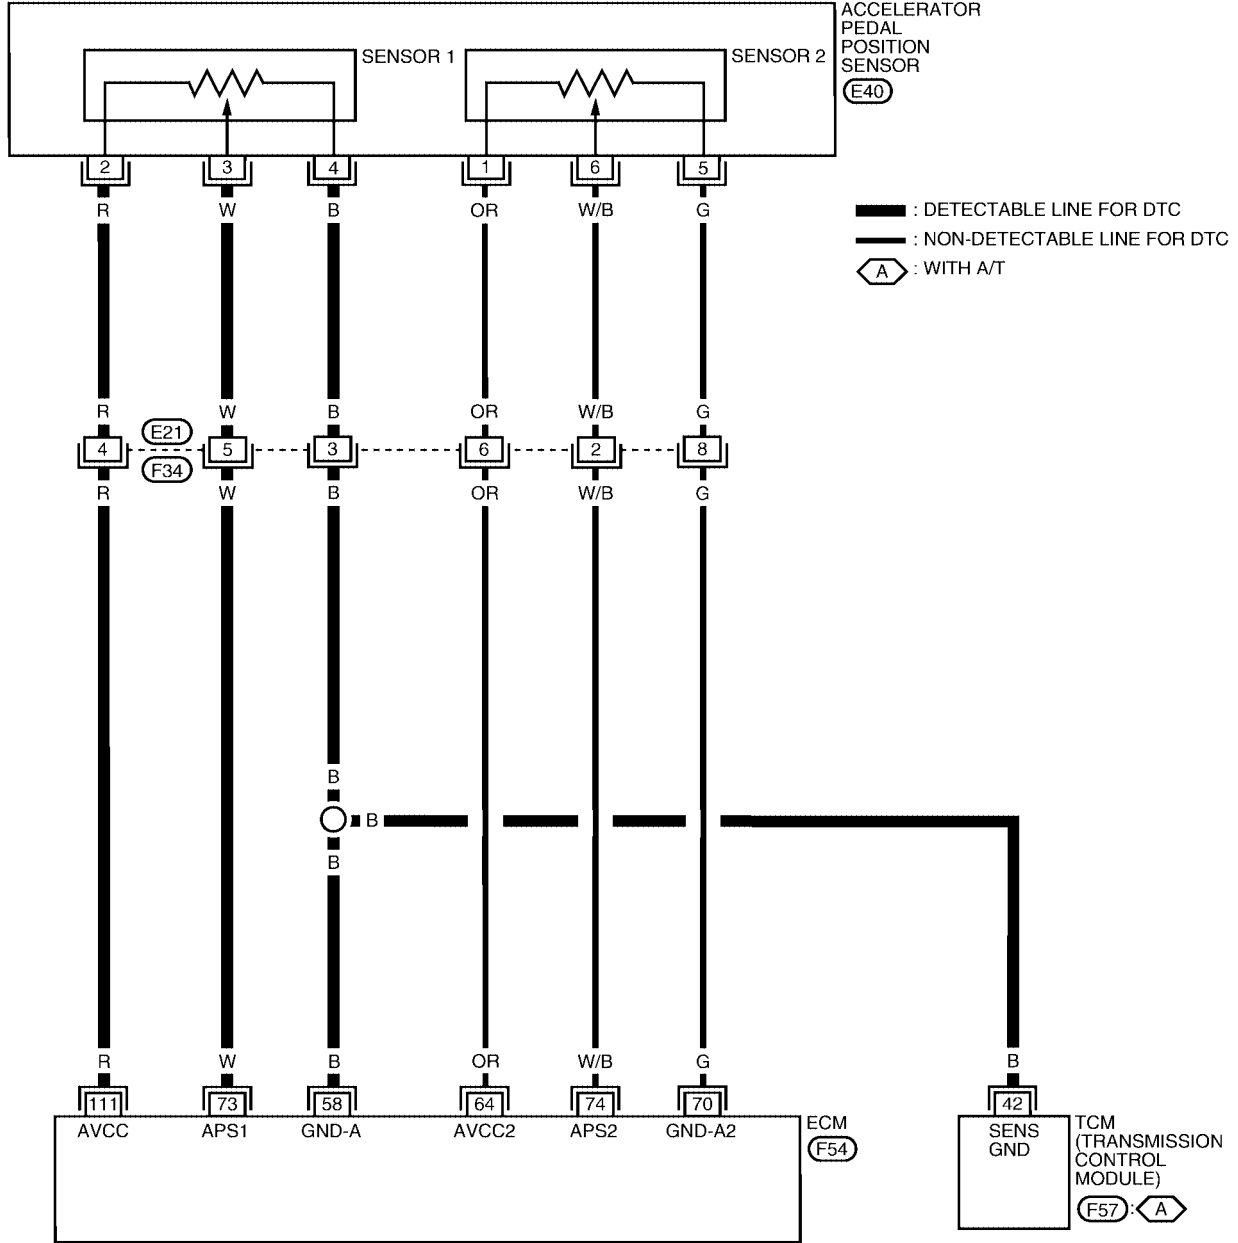 ACCELERATOR
PEDAL
POSITION
SENSOR
E40
SENSOR 1
SENSOR 2
2 3 4 1 6 5
R W B OR W/B G
: DETECTABLE LINE FOR DTC
: NON-DETECTABLE LINE FOR DTC
A : WITH A/T
R W B OR W/B G
E21
4 5 3 6 2 8
F34
R W B OR W/B G
B
B
B
R W B OR W/B G B
111 73 58 64 74 70 42
AVCC APS1 GND-A AVCC2 APS2 GND-A2
ECM
F54
SENS
GND
TCM
(TRANSMISSION
CONTROL
MODULE)
F57 : A